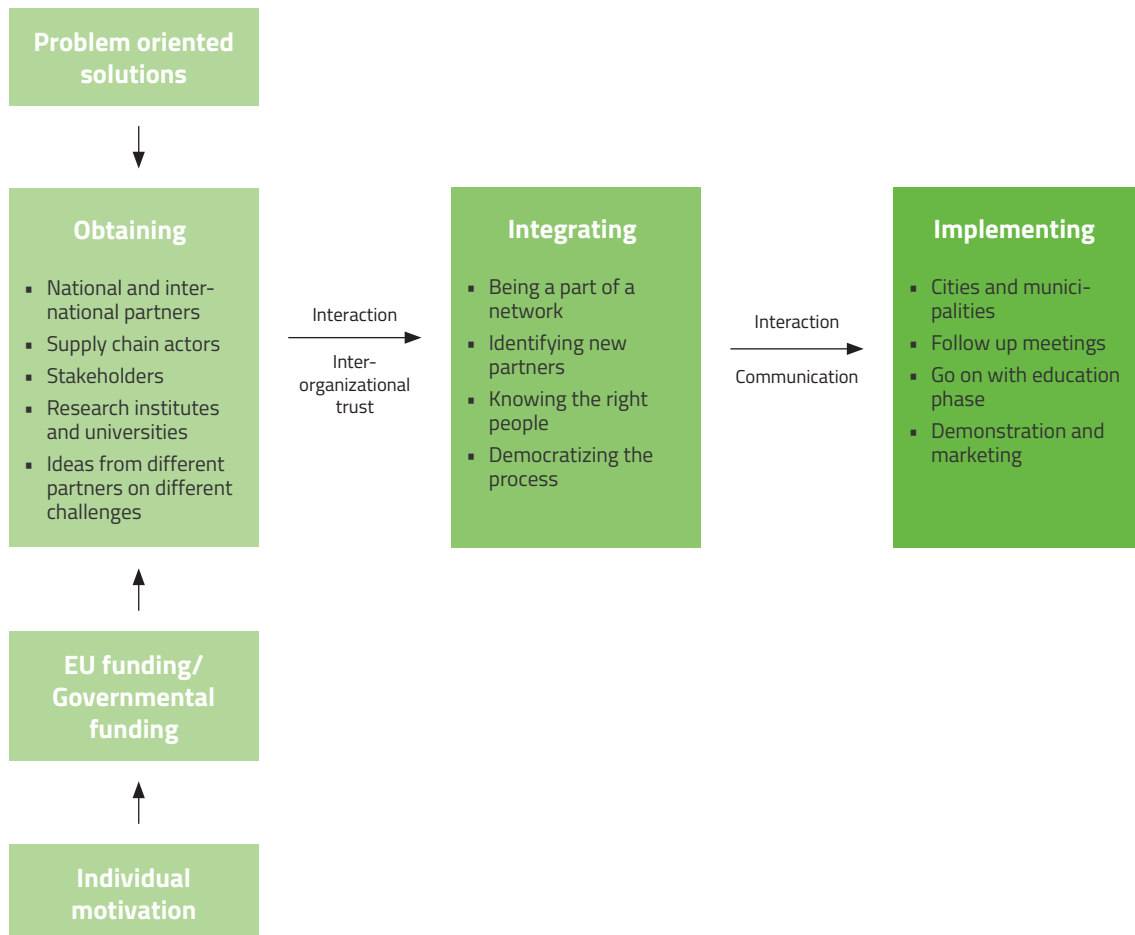 Problem oriented
solutions
Obtaining
▪ National and inter-
national partners
▪ Supply chain actors
▪ Stakeholders
▪ Research institutes
and universities
▪ Ideas from different
partners on different
challenges
Interaction
Inter-
organizational
trust
Integrating
▪ Being a part of a
network
▪ Identifying new
partners
▪ Knowing the right
people
▪ Democratizing the
process
Interaction
Communication
Implementing
▪ Cities and munici-
palities
▪ Follow up meetings
▪ Go on with education
phase
▪ Demonstration and
marketing
EU funding/
Governmental
funding
Individual
motivation